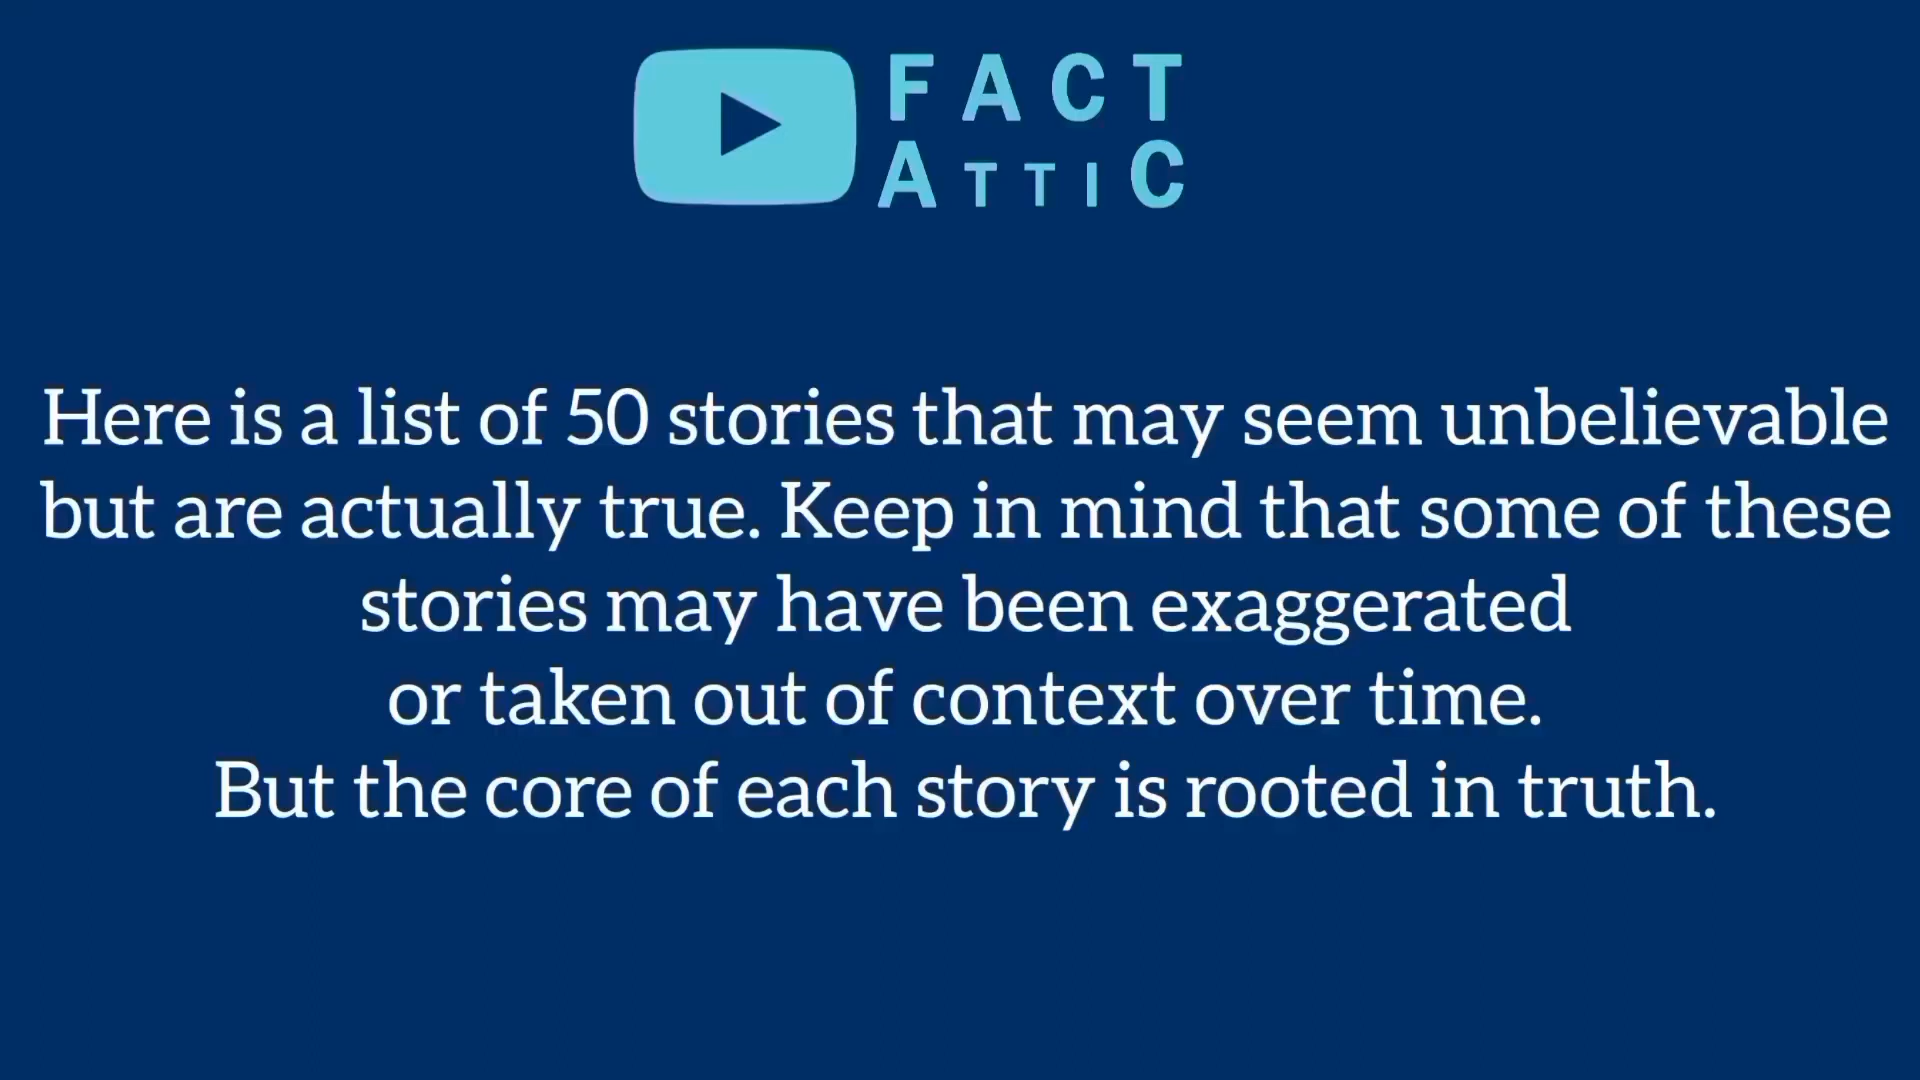 FACT
ATTIC
Here is a list of 50 stories that may seem unbelievable
but are actually true. Keep in mind that some of these
stories may have been exaggerated
or taken out of context over time.
But the core of each story is rooted in truth.